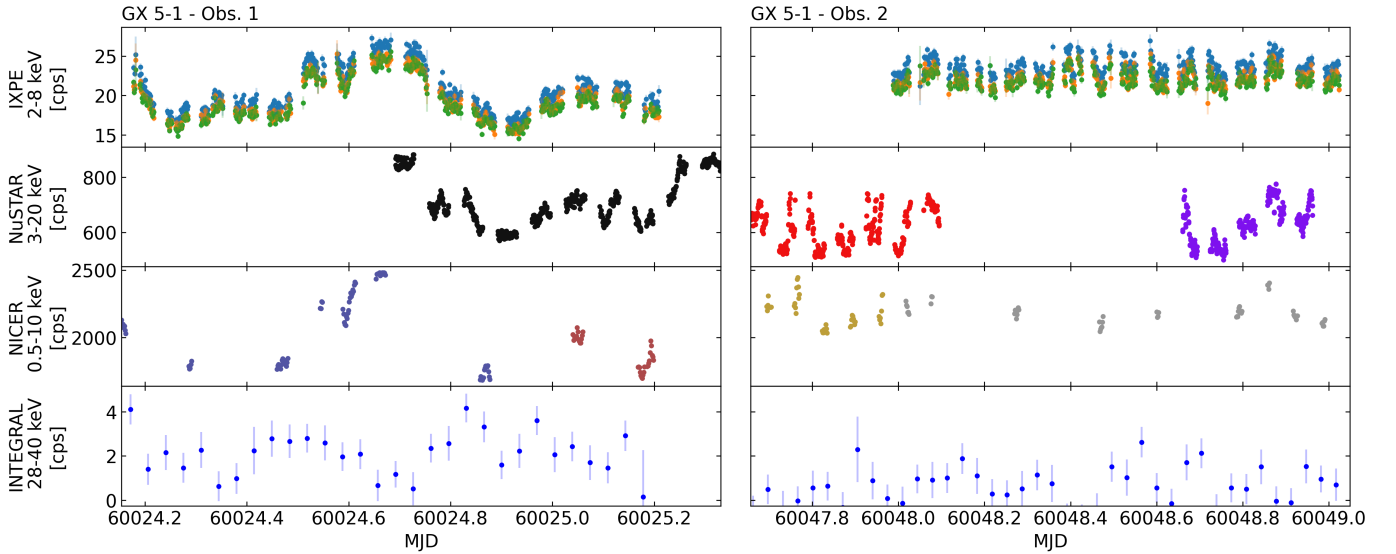 GX 5-1 - Obs. 1
GX 5-1 - Obs. 2
IXPE
2-8 keV
[cps]
25
20
15
NuSTAR
3-20 keV
[cps]
800
600
NICER
0.5-10 keV
[cps]
2500
2000
INTEGRAL
28-40 keV
[cps]
4
2
0
60024.2 60024.4 60024.6 60024.8 60025.0 60025.2
60047.8 60048.0 60048.2 60048.4 60048.6 60048.8 60049.0
MJD
MJD